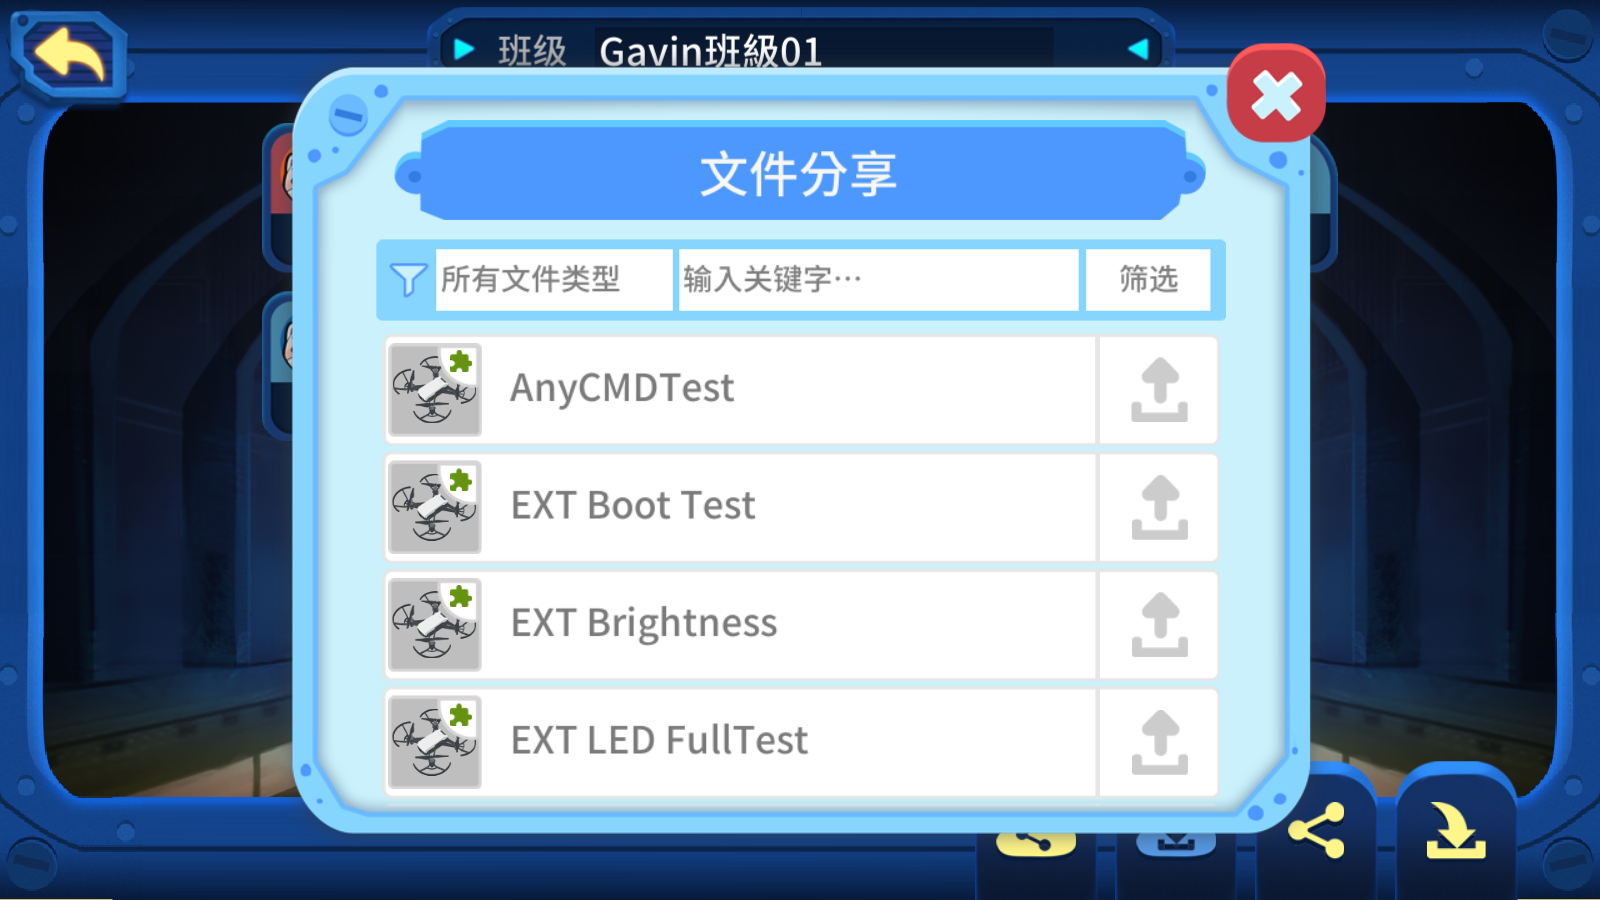 班级 Gavin班級01
文件分享
所有文件类型 输入关键字… 筛选
AnyCMDTest
EXT Boot Test
EXT Brightness
EXT LED FullTest